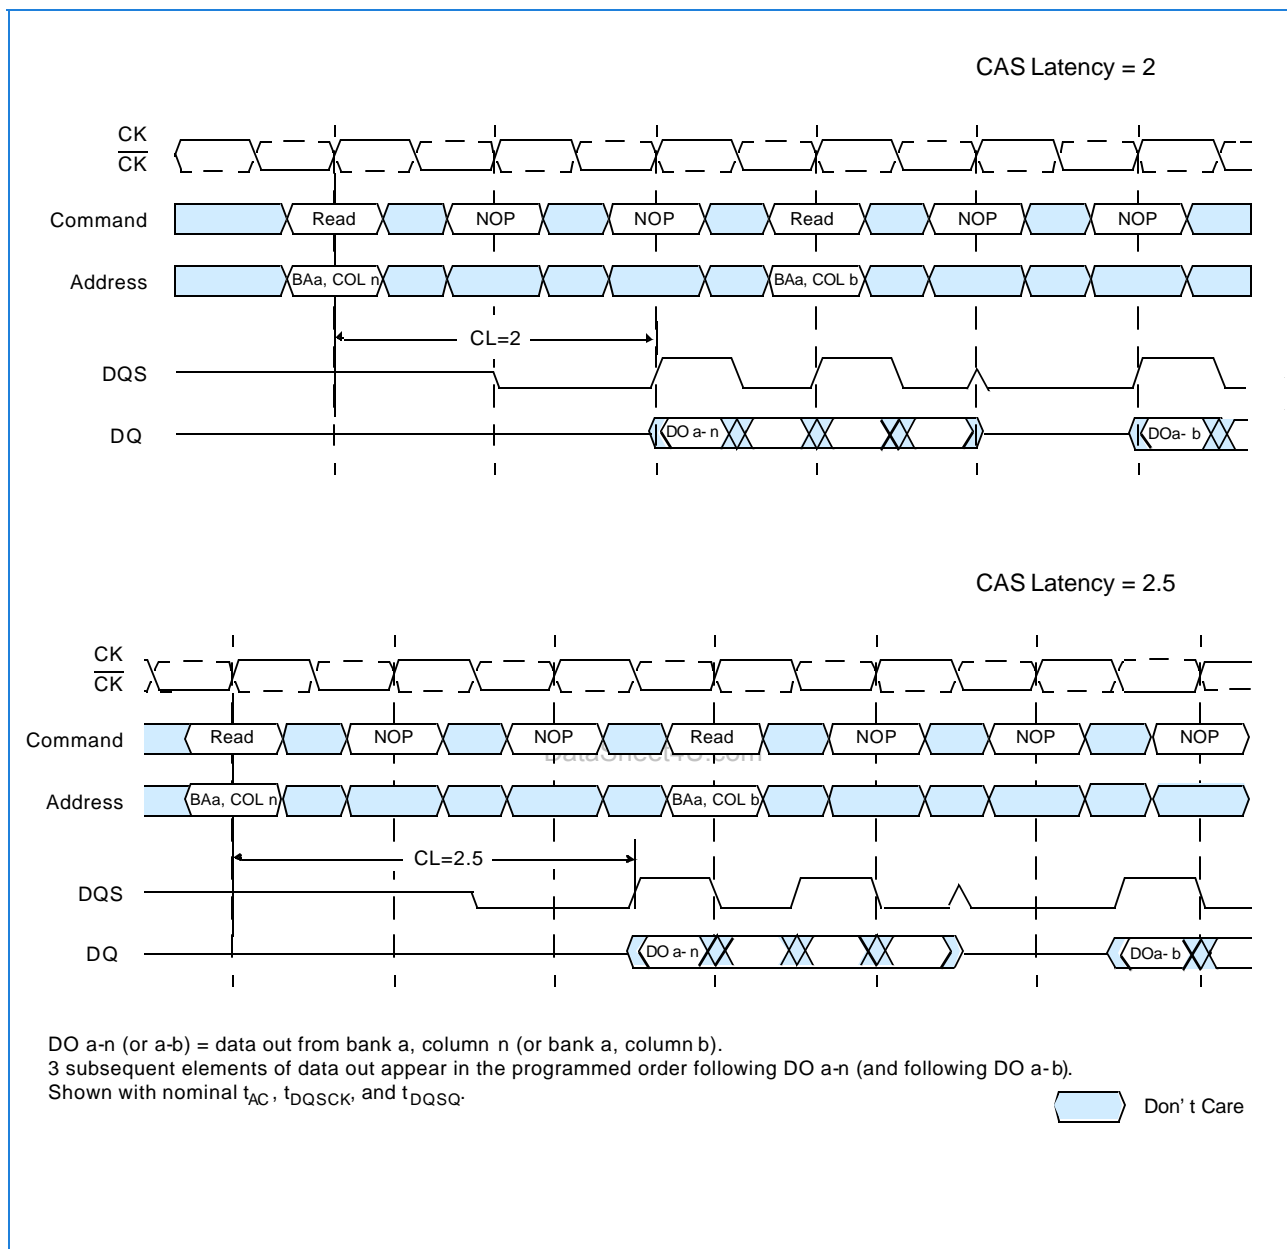 CAS Latency = 2
CK
CK
Command Read NOP NOP Read NOP NOP
Address BAa, COL n BAa, COL b
CL=2
DQS
DQ DO a- n DOa- b
CAS Latency = 2.5
CK
CK
Command Read NOP NOP Read NOP NOP NOP
DataSheet4U.com
Address BAa, COL n BAa, COL b
CL=2.5
DQS
DQ DO a- n DOa- b
DO a-n (or a-b) = data out from bank a, column n (or bank a, column b).
3 subsequent elements of data out appear in the programmed order following DO a-n (and following DO a-b).
Shown with nominal tAC, tDQSCK, and tDQSQ.
Don't Care